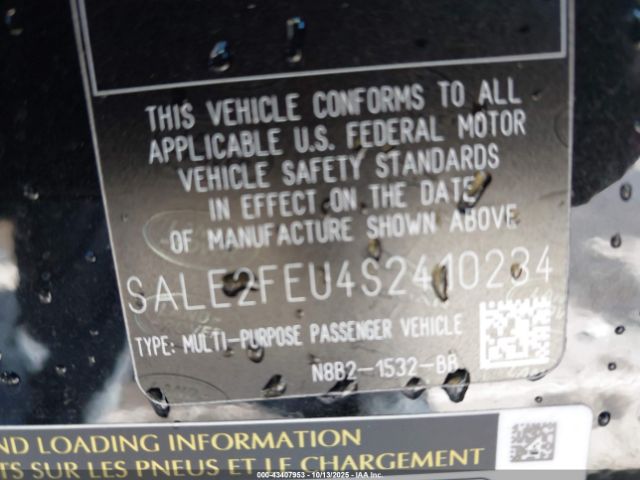 THIS VEHICLE CONFORMS TO ALL
APPLICABLE U.S. FEDERAL MOTOR
VEHICLE SAFETY STANDARDS
IN EFFECT ON THE DATE
OF MANUFACTURE SHOWN ABOVE
SALE2FEU4S2410284
TYPE: MULTI-PURPOSE PASSENGER VEHICLE
N8B2-1532-BB
ND LOADING INFORMATION
TS SUR LES PNEUS ET LE CHARGEMENT
000-43407953 - 10/13/2025 - IAA Inc.